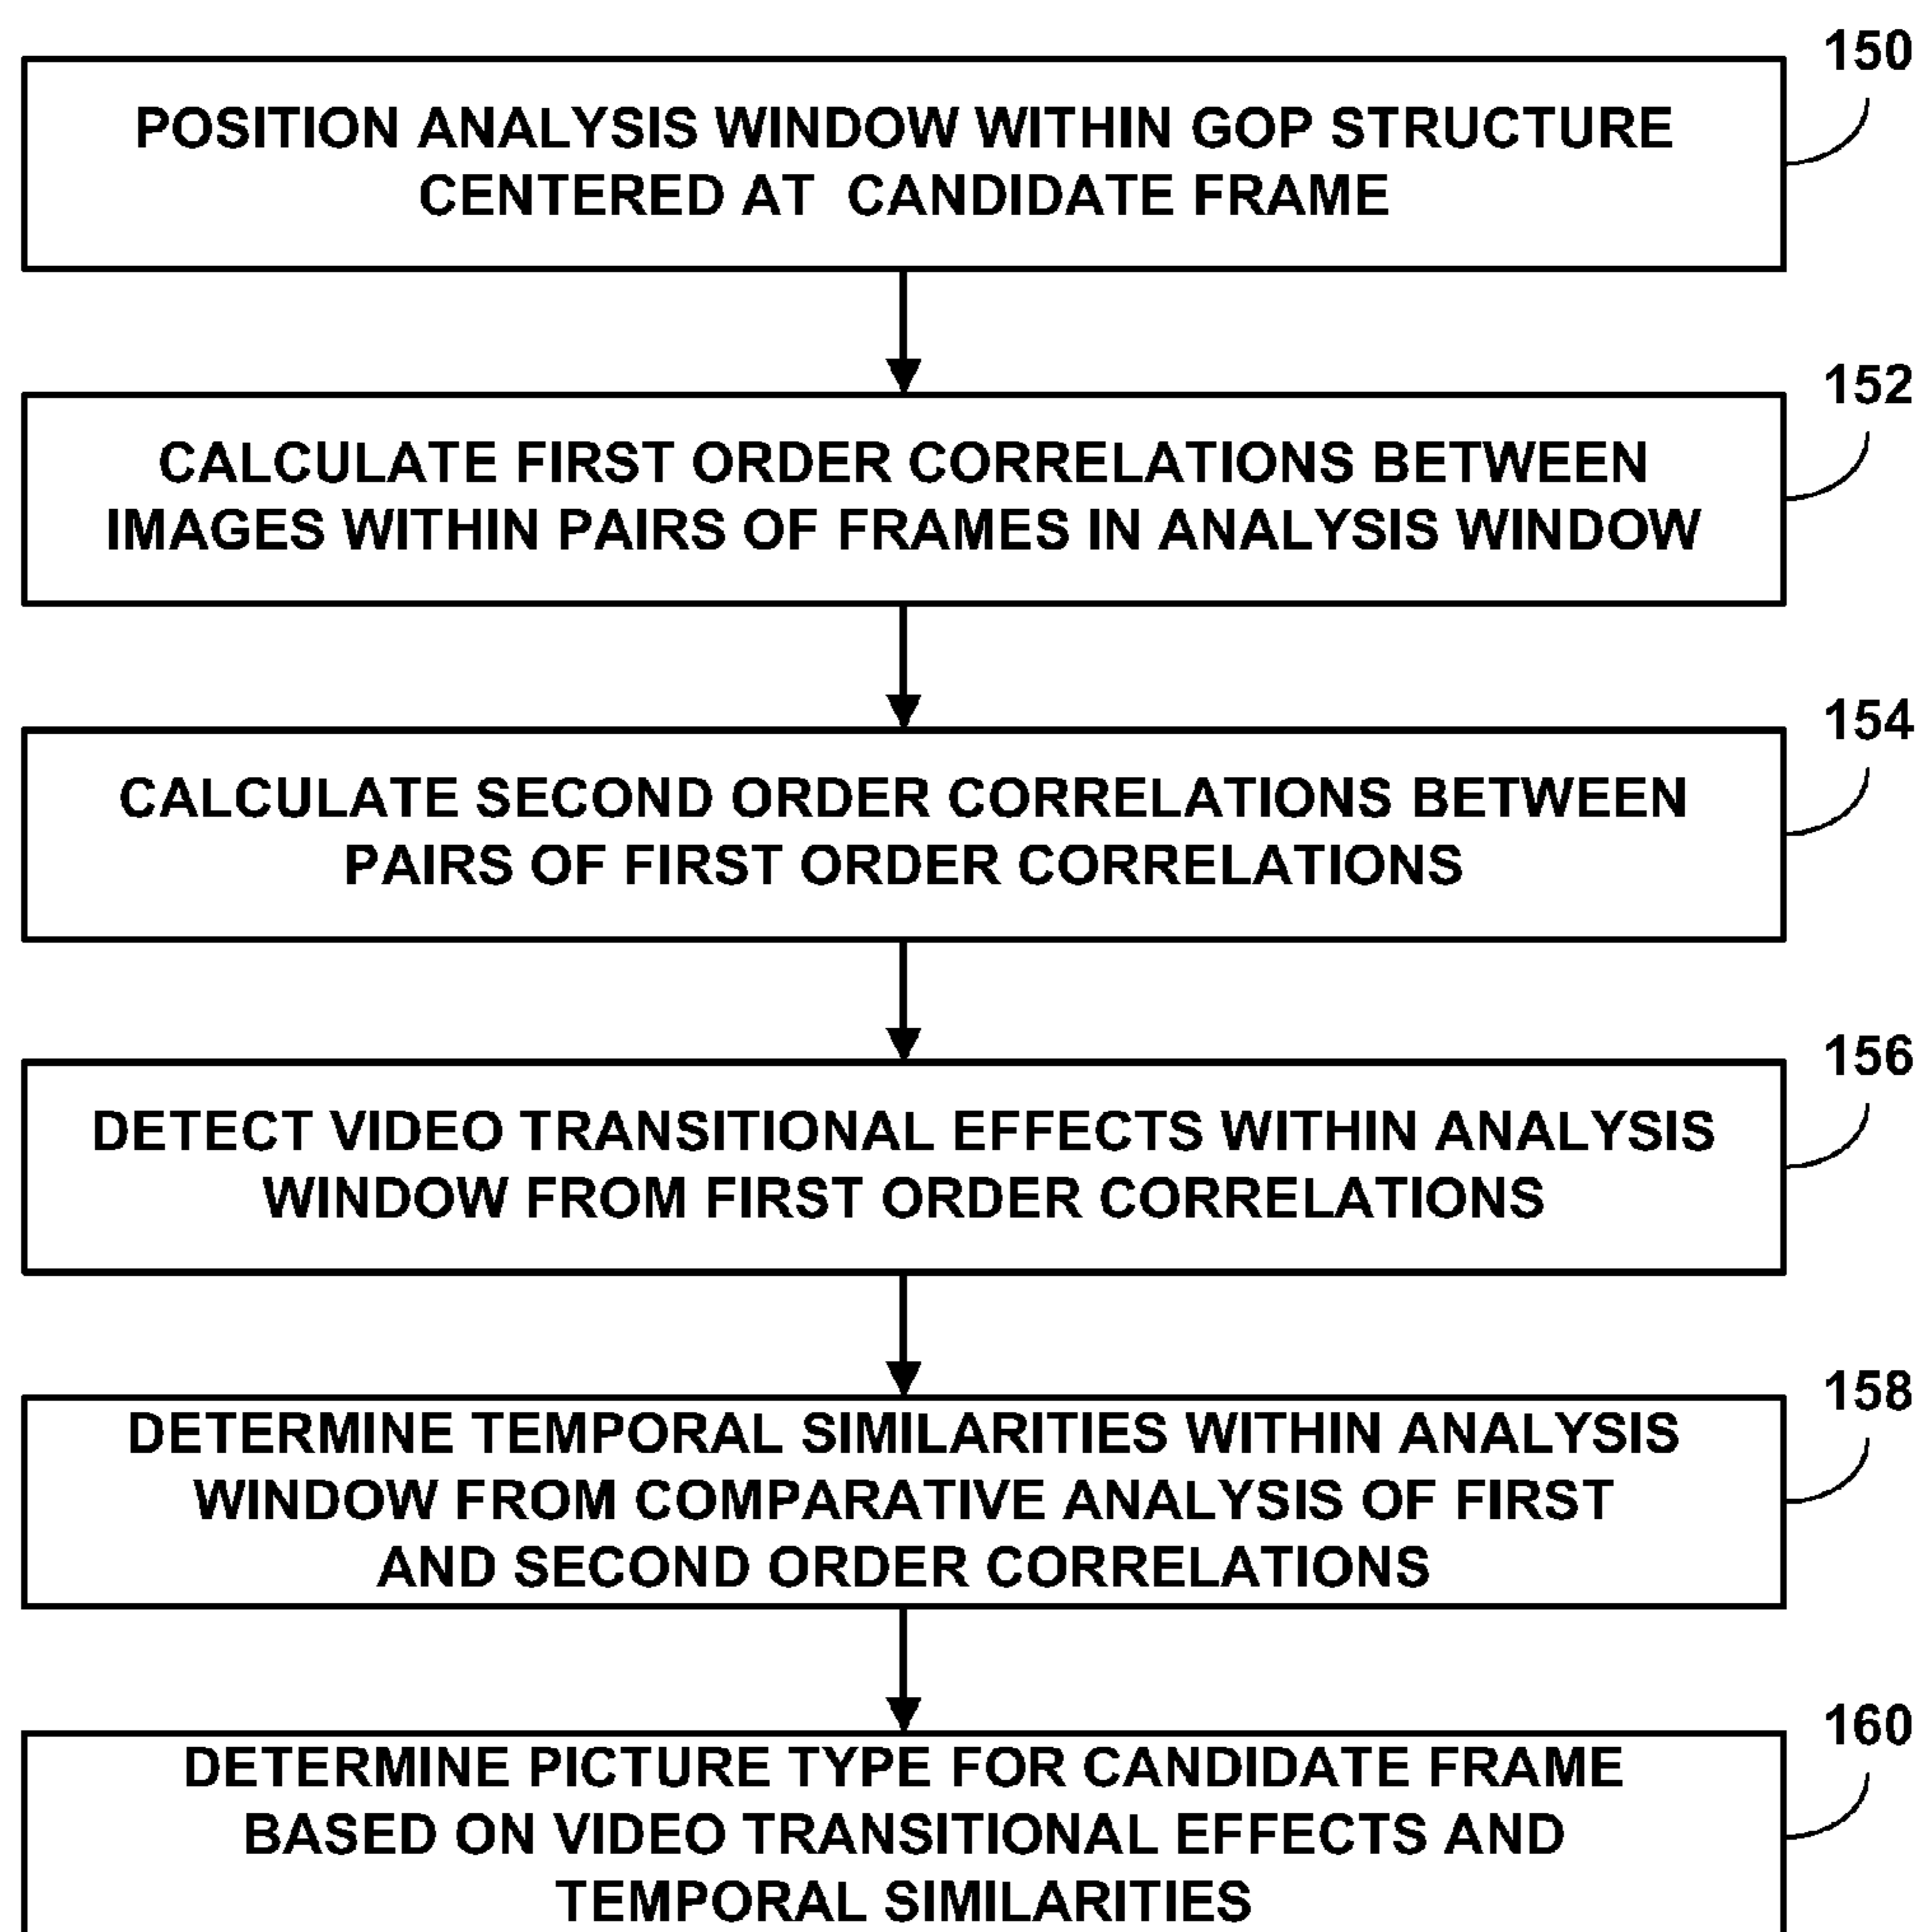 150
POSITION ANALYSIS WINDOW WITHIN GOP STRUCTURE
CENTERED AT CANDIDATE FRAME
152
CALCULATE FIRST ORDER CORRELATIONS BETWEEN
IMAGES WITHIN PAIRS OF FRAMES IN ANALYSIS WINDOW
154
CALCULATE SECOND ORDER CORRELATIONS BETWEEN
PAIRS OF FIRST ORDER CORRELATIONS
156
DETECT VIDEO TRANSITIONAL EFFECTS WITHIN ANALYSIS
WINDOW FROM FIRST ORDER CORRELATIONS
158
DETERMINE TEMPORAL SIMILARITIES WITHIN ANALYSIS
WINDOW FROM COMPARATIVE ANALYSIS OF FIRST
AND SECOND ORDER CORRELATIONS
160
DETERMINE PICTURE TYPE FOR CANDIDATE FRAME
BASED ON VIDEO TRANSITIONAL EFFECTS AND
TEMPORAL SIMILARITIES